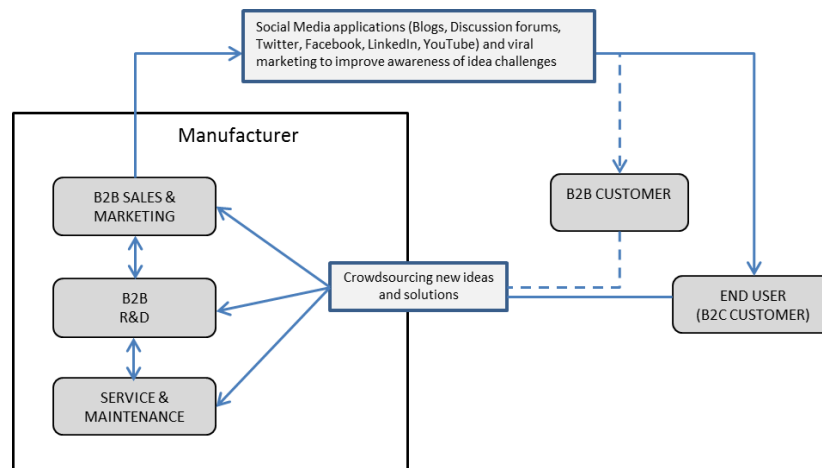 Social Media applications (Blogs, Discussion forums,
Twitter, Facebook, LinkedIn, YouTube) and viral
marketing to improve awareness of idea challenges
Manufacturer
B2B SALES &
MARKETING
B2B CUSTOMER
Crowdsourcing new ideas
and solutions
B2B
R&D
END USER
(B2C CUSTOMER)
SERVICE &
MAINTENANCE